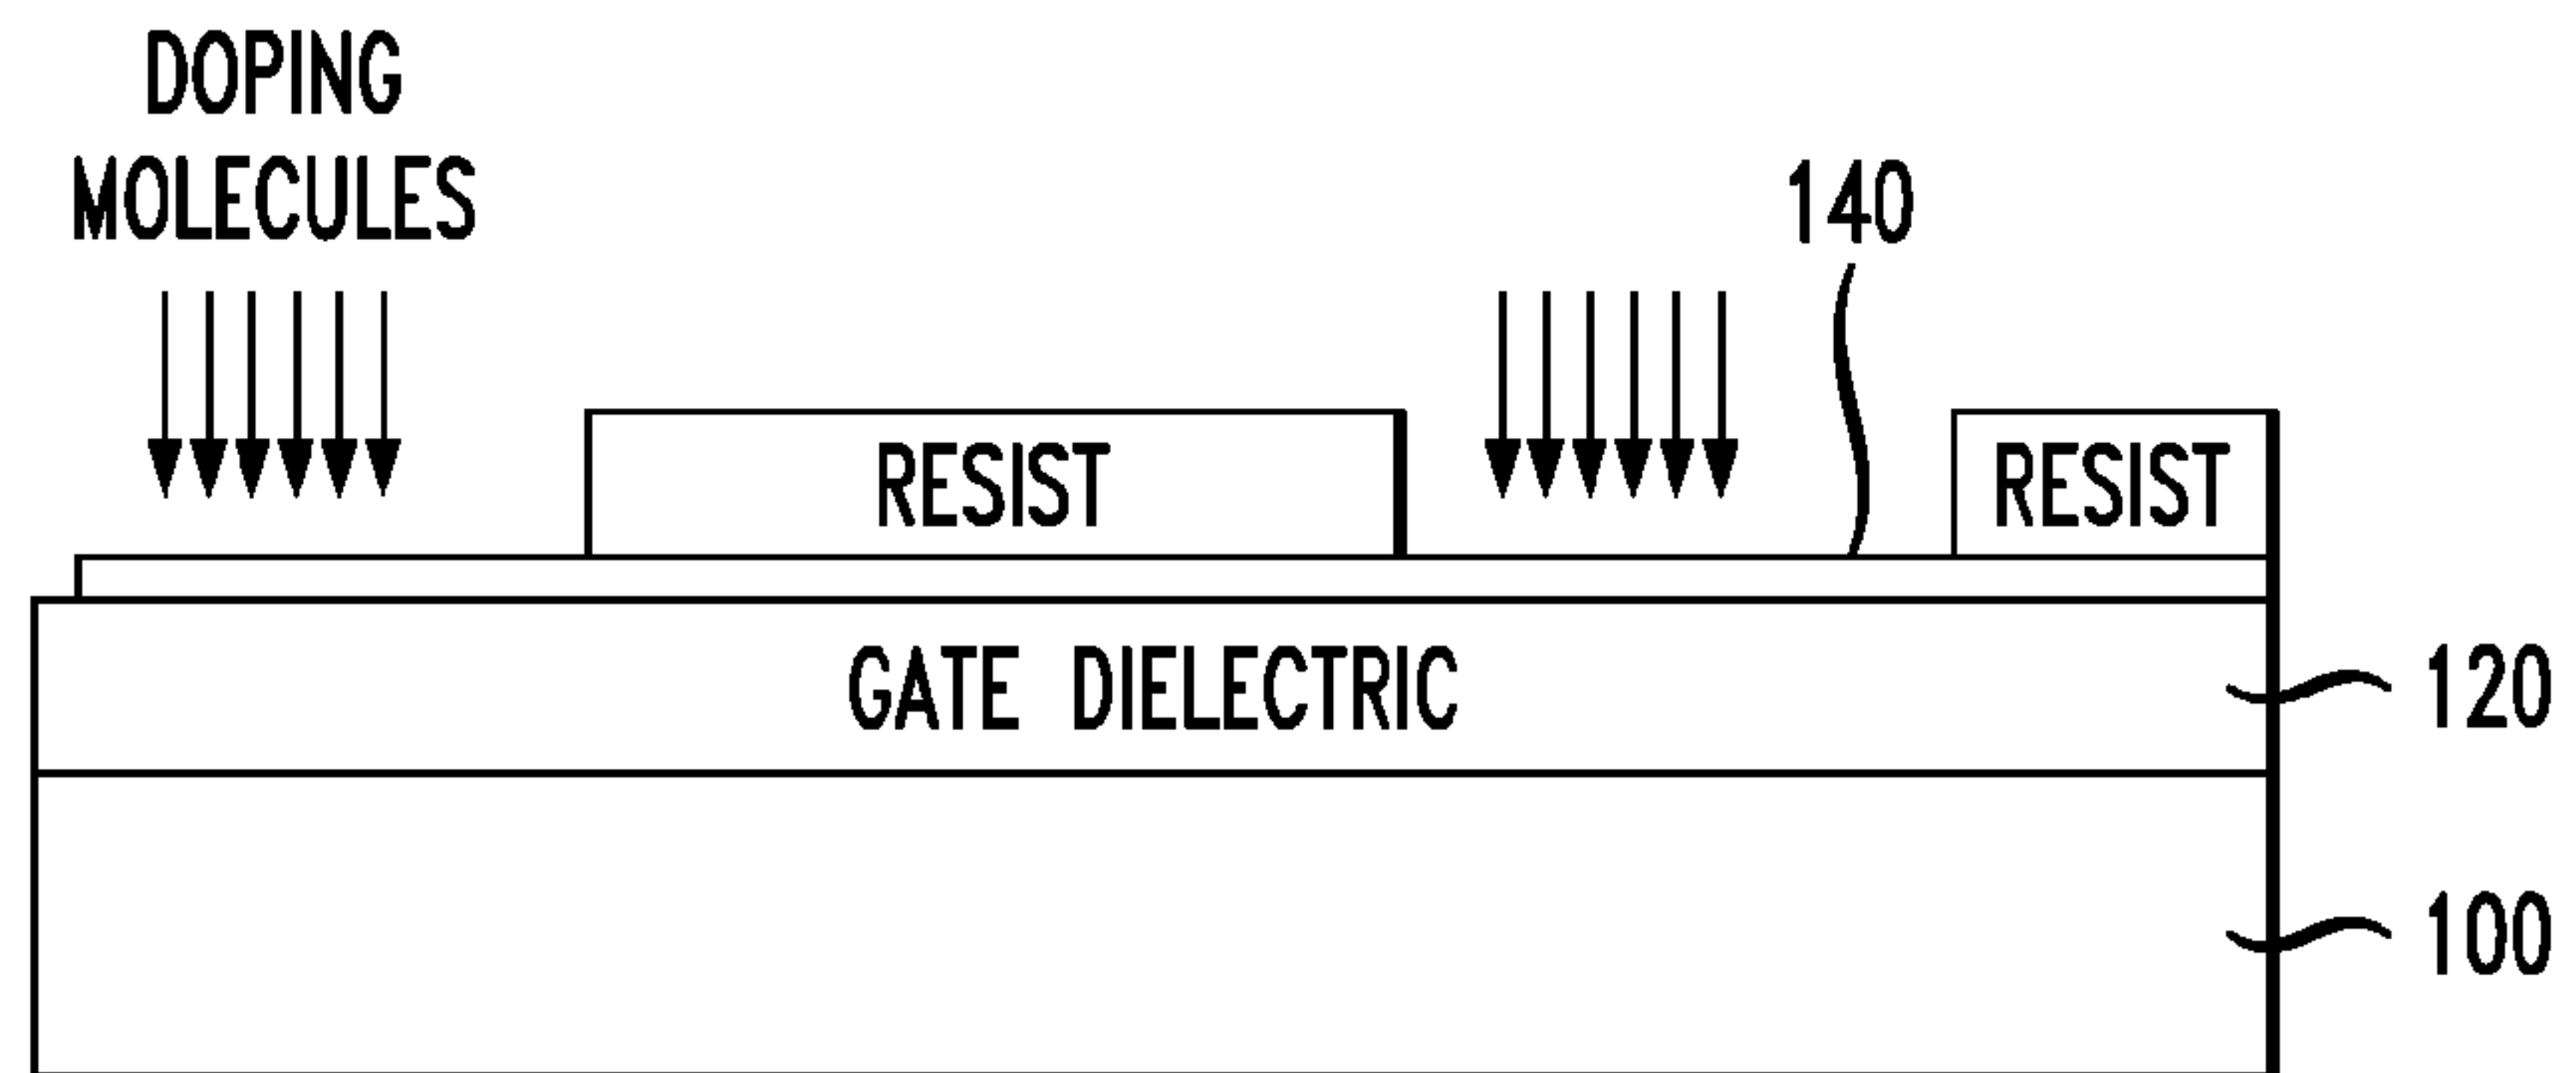 DOPING
MOLECULES
140
RESIST
RESIST
GATE DIELECTRIC
120
100